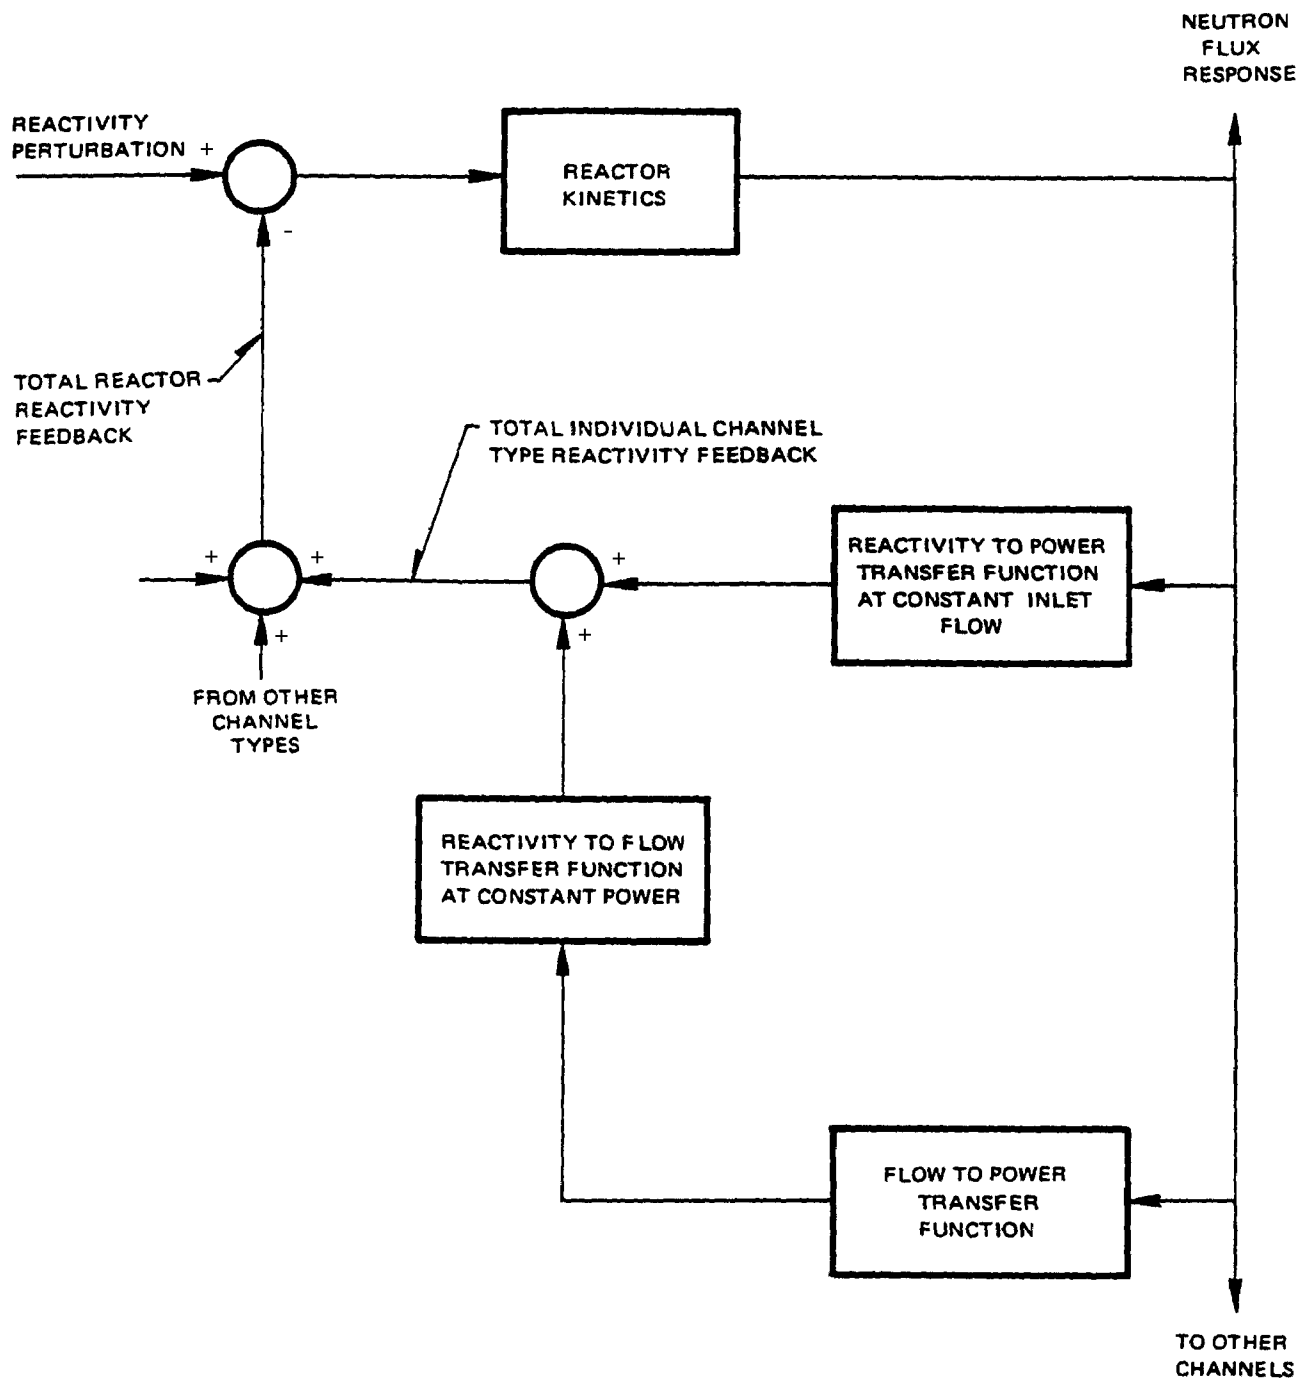 NEUTRON
FLUX
RESPONSE
REACTIVITY
PERTURBATION +
REACTOR
KINETICS
-
TOTAL REACTOR
REACTIVITY
FEEDBACK
TOTAL INDIVIDUAL CHANNEL
TYPE REACTIVITY FEEDBACK
+ + +
REACTIVITY TO POWER
TRANSFER FUNCTION
AT CONSTANT INLET
FLOW
+ +
FROM OTHER
CHANNEL
TYPES
REACTIVITY TO FLOW
TRANSFER FUNCTION
AT CONSTANT POWER
FLOW TO POWER
TRANSFER
FUNCTION
TO OTHER
CHANNELS